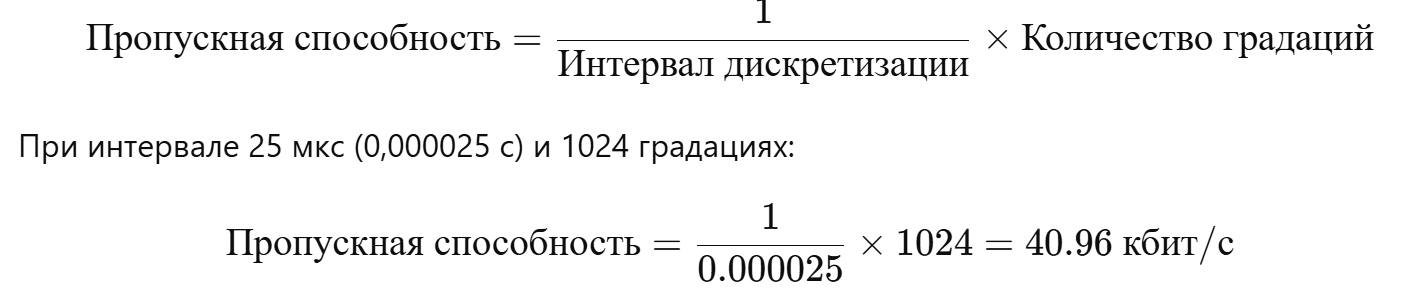 Пропускная способность = 1 / Интервал дискретизации × Количество градаций
При интервале 25 мкс (0,000025 с) и 1024 градациях:
Пропускная способность = 1 / 0.000025 × 1024 = 40.96 кбит/с